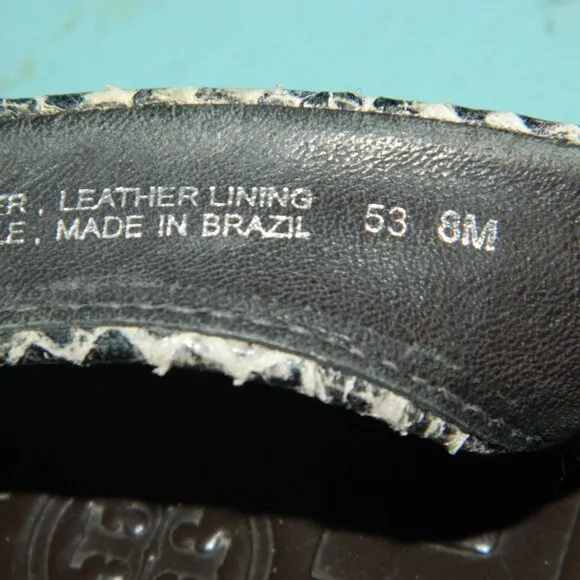 ER . LEATHER LINING
LE . MADE IN BRAZIL 53 8M